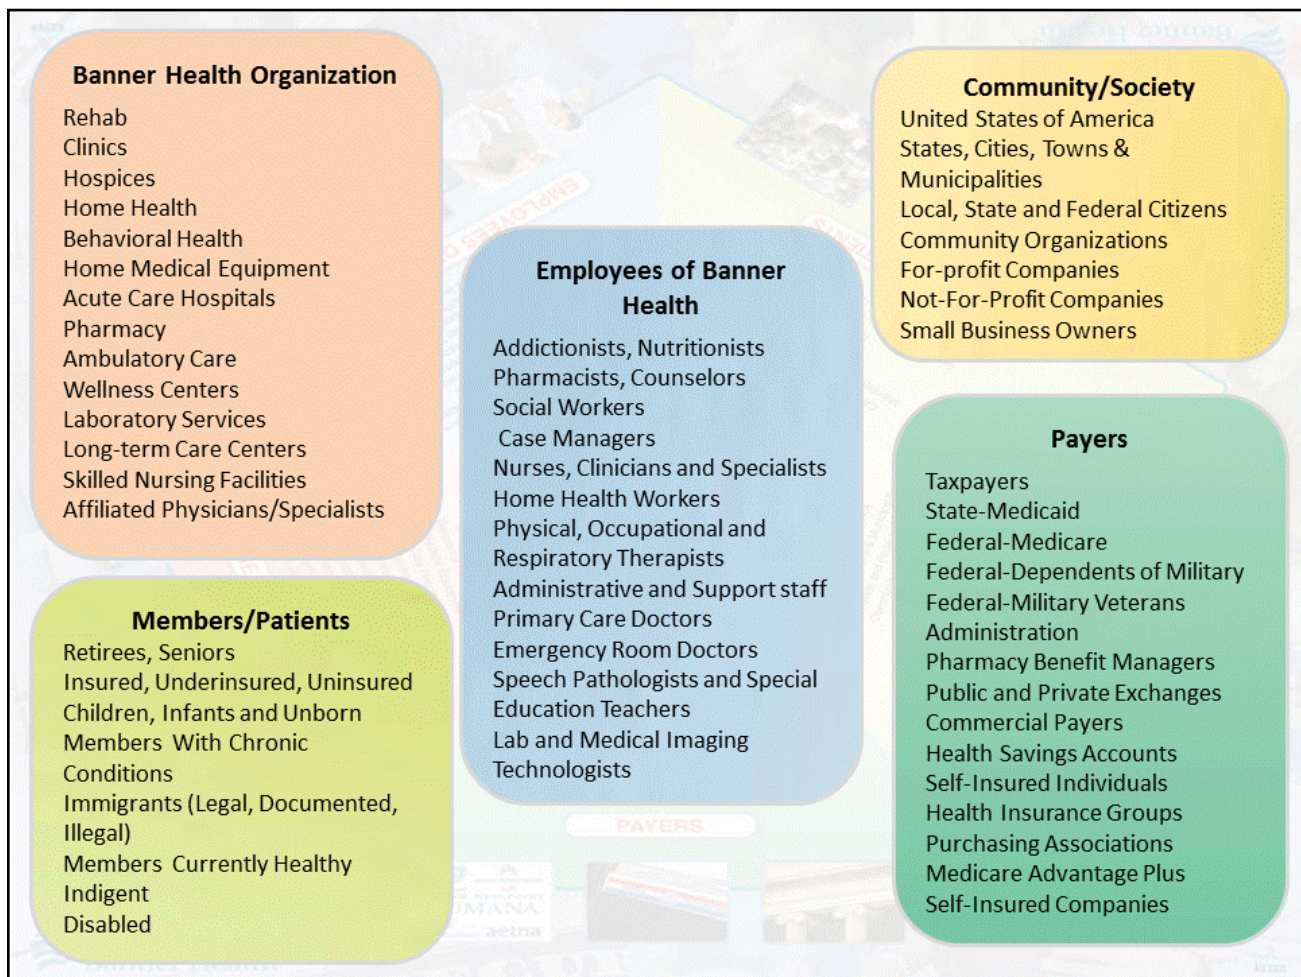 Banner Health Organization
Rehab
Clinics
Hospices
Home Health
Behavioral Health
Home Medical Equipment
Acute Care Hospitals
Pharmacy
Ambulatory Care
Wellness Centers
Laboratory Services
Long-term Care Centers
Skilled Nursing Facilities
Affiliated Physicians/Specialists
Members/Patients
Retirees, Seniors
Insured, Underinsured, Uninsured
Children, Infants and Unborn
Members With Chronic
Conditions
Immigrants (Legal, Documented,
Illegal)
Members Currently Healthy
Indigent
Disabled
Employees of Banner
Health
Addictionists, Nutritionists
Pharmacists, Counselors
Social Workers
Case Managers
Nurses, Clinicians and Specialists
Home Health Workers
Physical, Occupational and
Respiratory Therapists
Administrative and Support staff
Primary Care Doctors
Emergency Room Doctors
Speech Pathologists and Special
Education Teachers
Lab and Medical Imaging
Technologists
Community/Society
United States of America
States, Cities, Towns &
Municipalities
Local, State and Federal Citizens
Community Organizations
For-profit Companies
Not-For-Profit Companies
Small Business Owners
Payers
Taxpayers
State-Medicaid
Federal-Medicare
Federal-Dependents of Military
Federal-Military Veterans
Administration
Pharmacy Benefit Managers
Public and Private Exchanges
Commercial Payers
Health Savings Accounts
Self-Insured Individuals
Health Insurance Groups
Purchasing Associations
Medicare Advantage Plus
Self-Insured Companies
PAYERS
UMANA
aetna
Banner Health